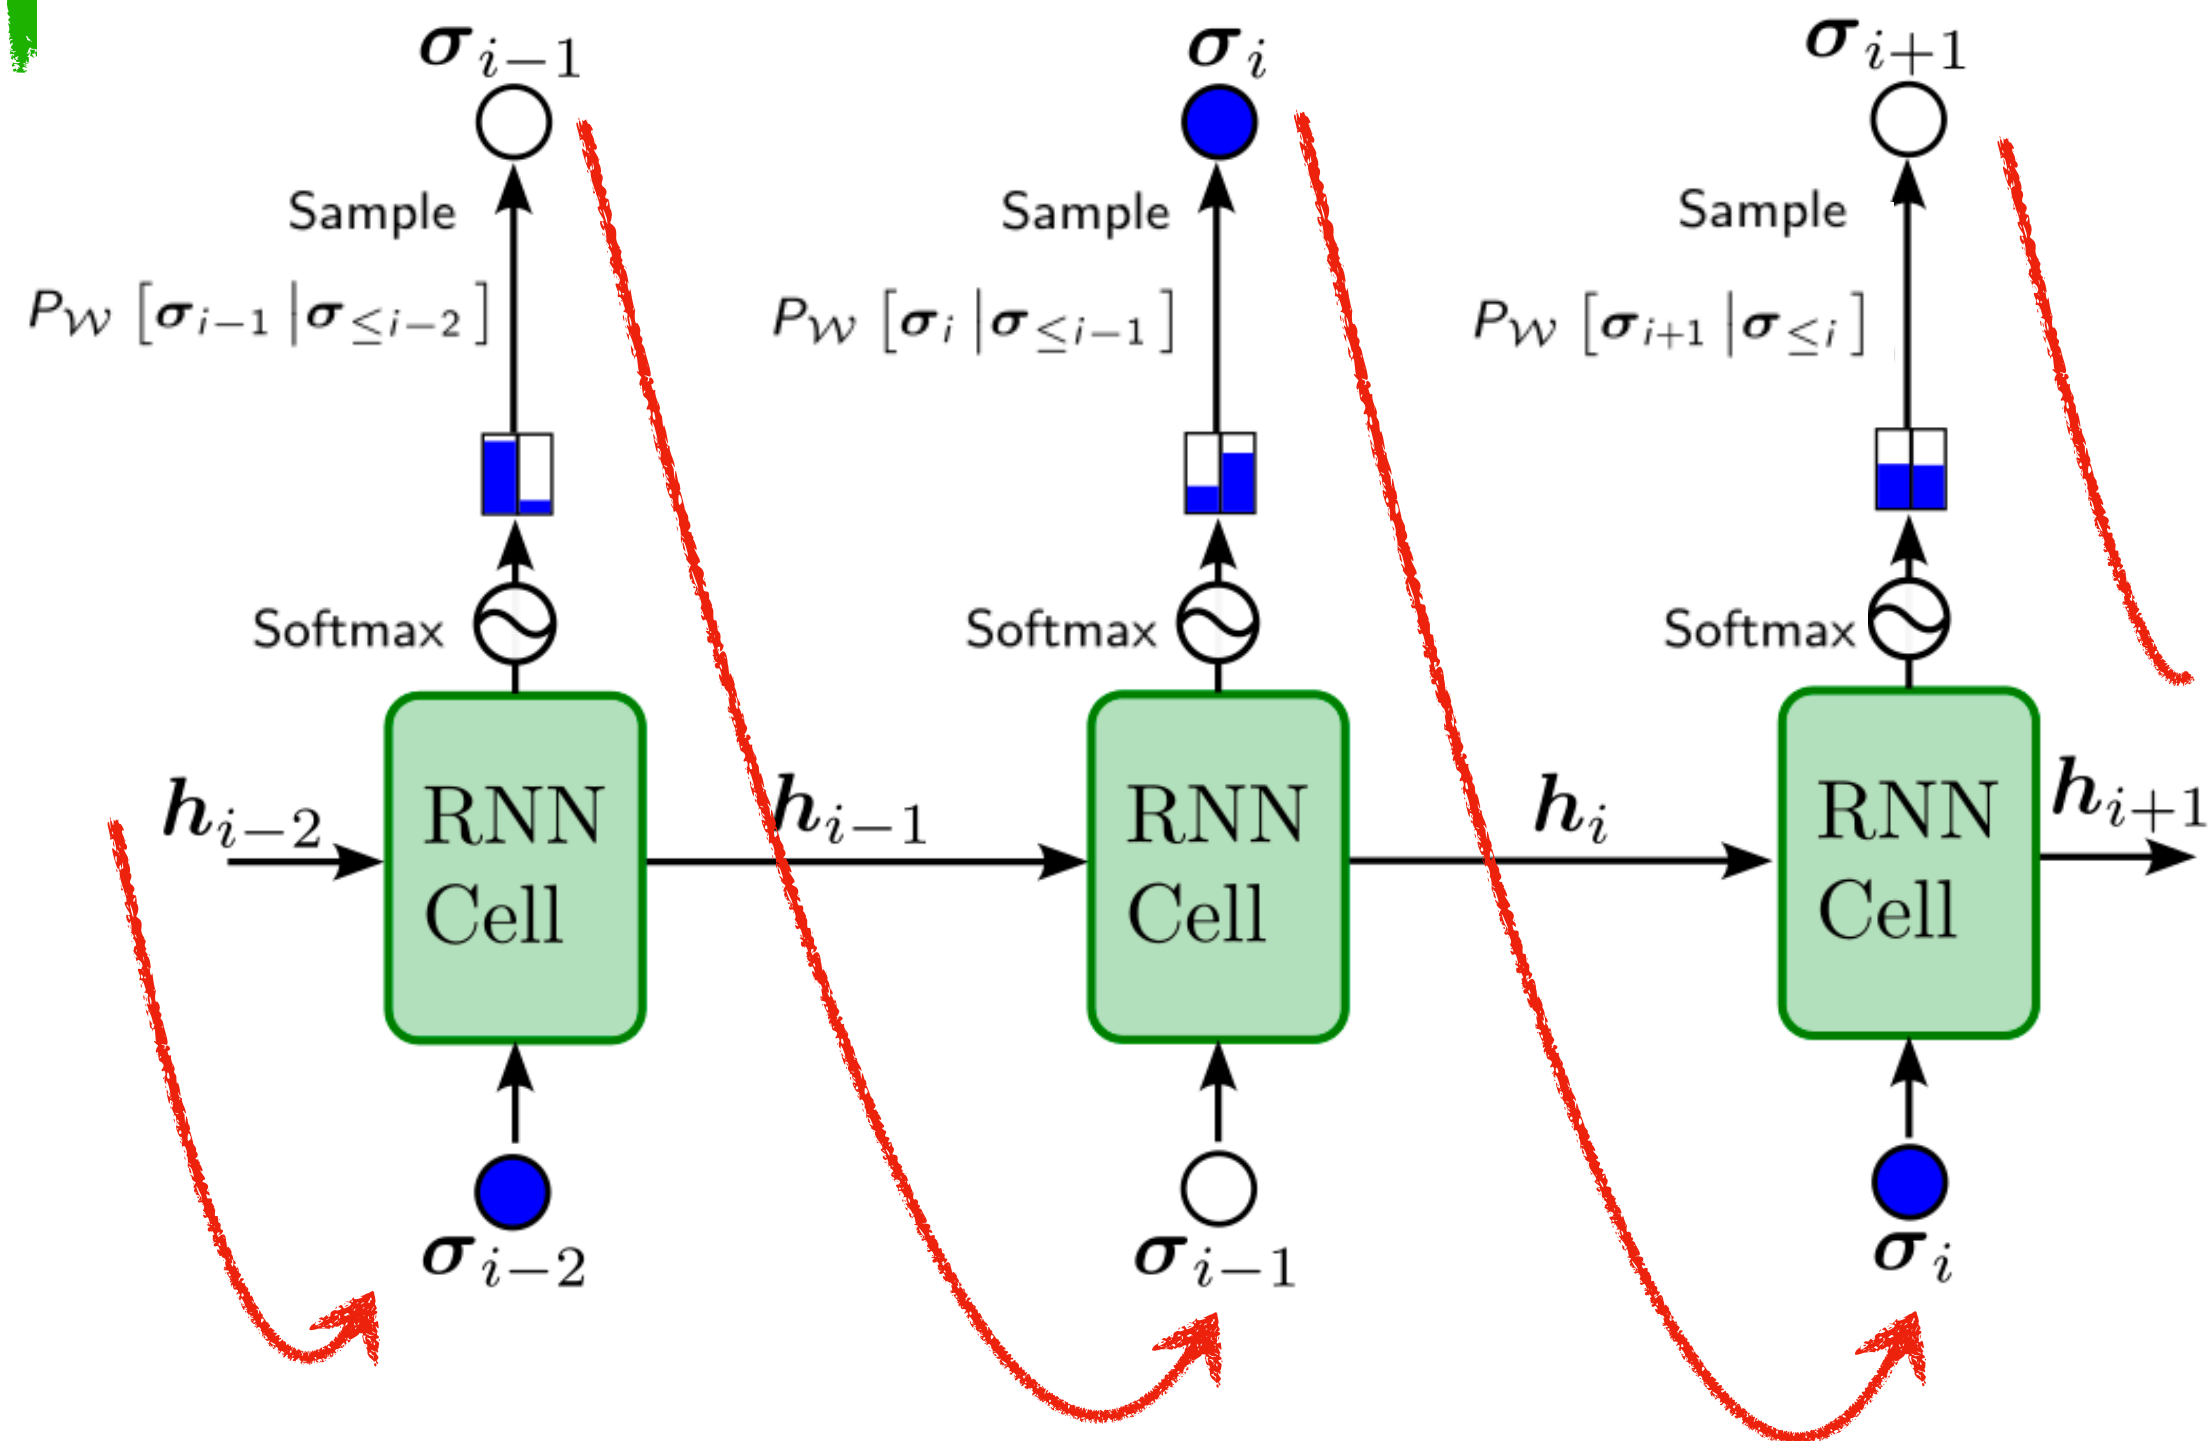 σ_{i−1} σ_i σ_{i+1}
Sample Sample Sample
P_𝒲 [σ_{i−1} | σ_{≤i−2}] P_𝒲 [σ_i | σ_{≤i−1}] P_𝒲 [σ_{i+1} | σ_{≤i}]
Softmax Softmax Softmax
h_{i−2} RNN h_{i−1} RNN h_i RNN h_{i+1}
Cell Cell Cell
σ_{i−2} σ_{i−1} σ_i